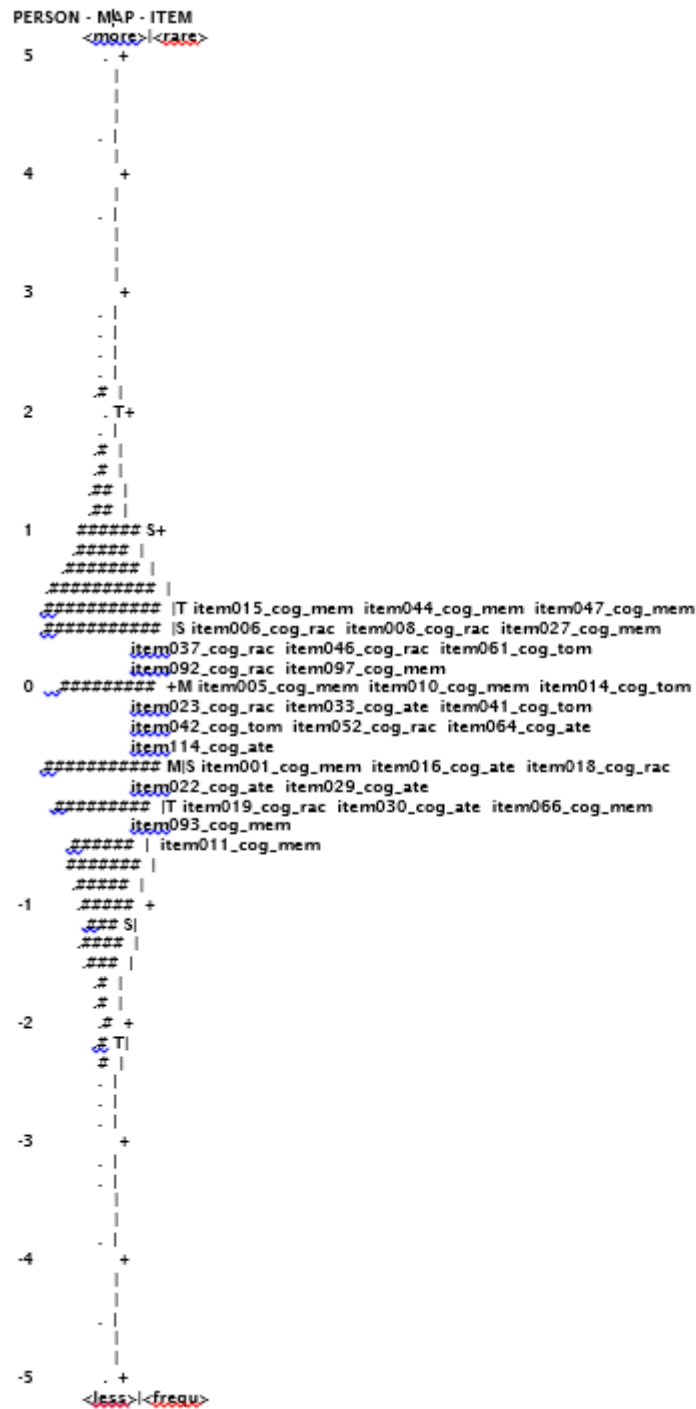 PERSON - MAP - ITEM
<more>|<rare>
5 . +
|
|
|
. |
|
4 +
|
. |
|
|
|
3 +
. |
. |
. |
. |
.# |
2 . T+
. |
.# |
.# |
.## |
.## |
1 ###### S+
.##### |
.####### |
.########## |
.########### |T item015_cog_mem item044_cog_mem item047_cog_mem
.########### |S item006_cog_rac item008_cog_rac item027_cog_mem
item037_cog_rac item046_cog_rac item061_cog_tom
item092_cog_rac item097_cog_mem
0 .######### +M item005_cog_mem item010_cog_mem item014_cog_tom
item023_cog_rac item033_cog_ate item041_cog_tom
item042_cog_tom item052_cog_rac item064_cog_ate
item114_cog_ate
.########### M|S item001_cog_mem item016_cog_ate item018_cog_rac
item022_cog_ate item029_cog_ate
.######### |T item019_cog_rac item030_cog_ate item066_cog_mem
item093_cog_mem
.###### | item011_cog_mem
####### |
.##### |
-1 .##### +
.### S|
.#### |
.### |
.# |
.# |
-2 .# +
.# T|
# |
. |
. |
. |
-3 +
. |
. |
|
|
. |
-4 +
|
|
. |
|
|
-5 . +
<less>|<frequ>